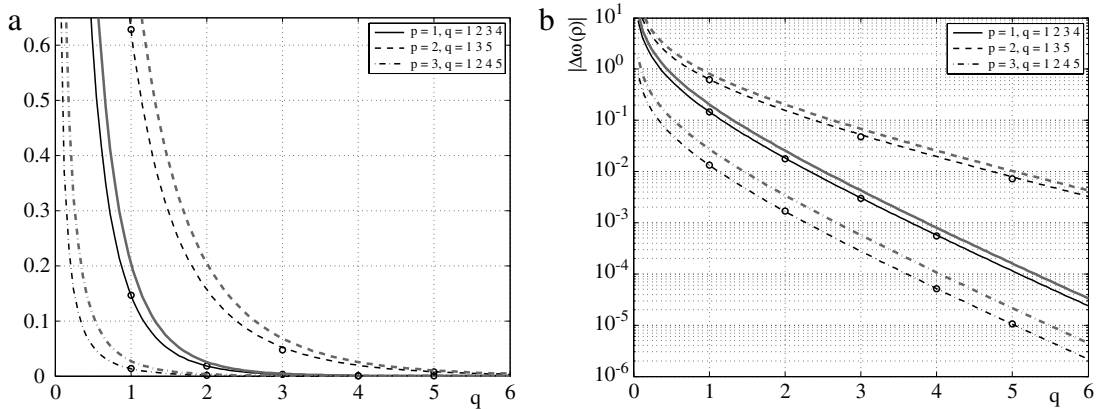 a
0.6
0.5
0.4
0.3
0.2
0.1
0
0 1 2 3 4 5 6
q
p = 1, q = 1 2 3 4
p = 2, q = 1 3 5
p = 3, q = 1 2 4 5
b
|Δω(ρ)|
10^1
10^0
10^-1
10^-2
10^-3
10^-4
10^-5
10^-6
0 1 2 3 4 5 6
q
p = 1, q = 1 2 3 4
p = 2, q = 1 3 5
p = 3, q = 1 2 4 5